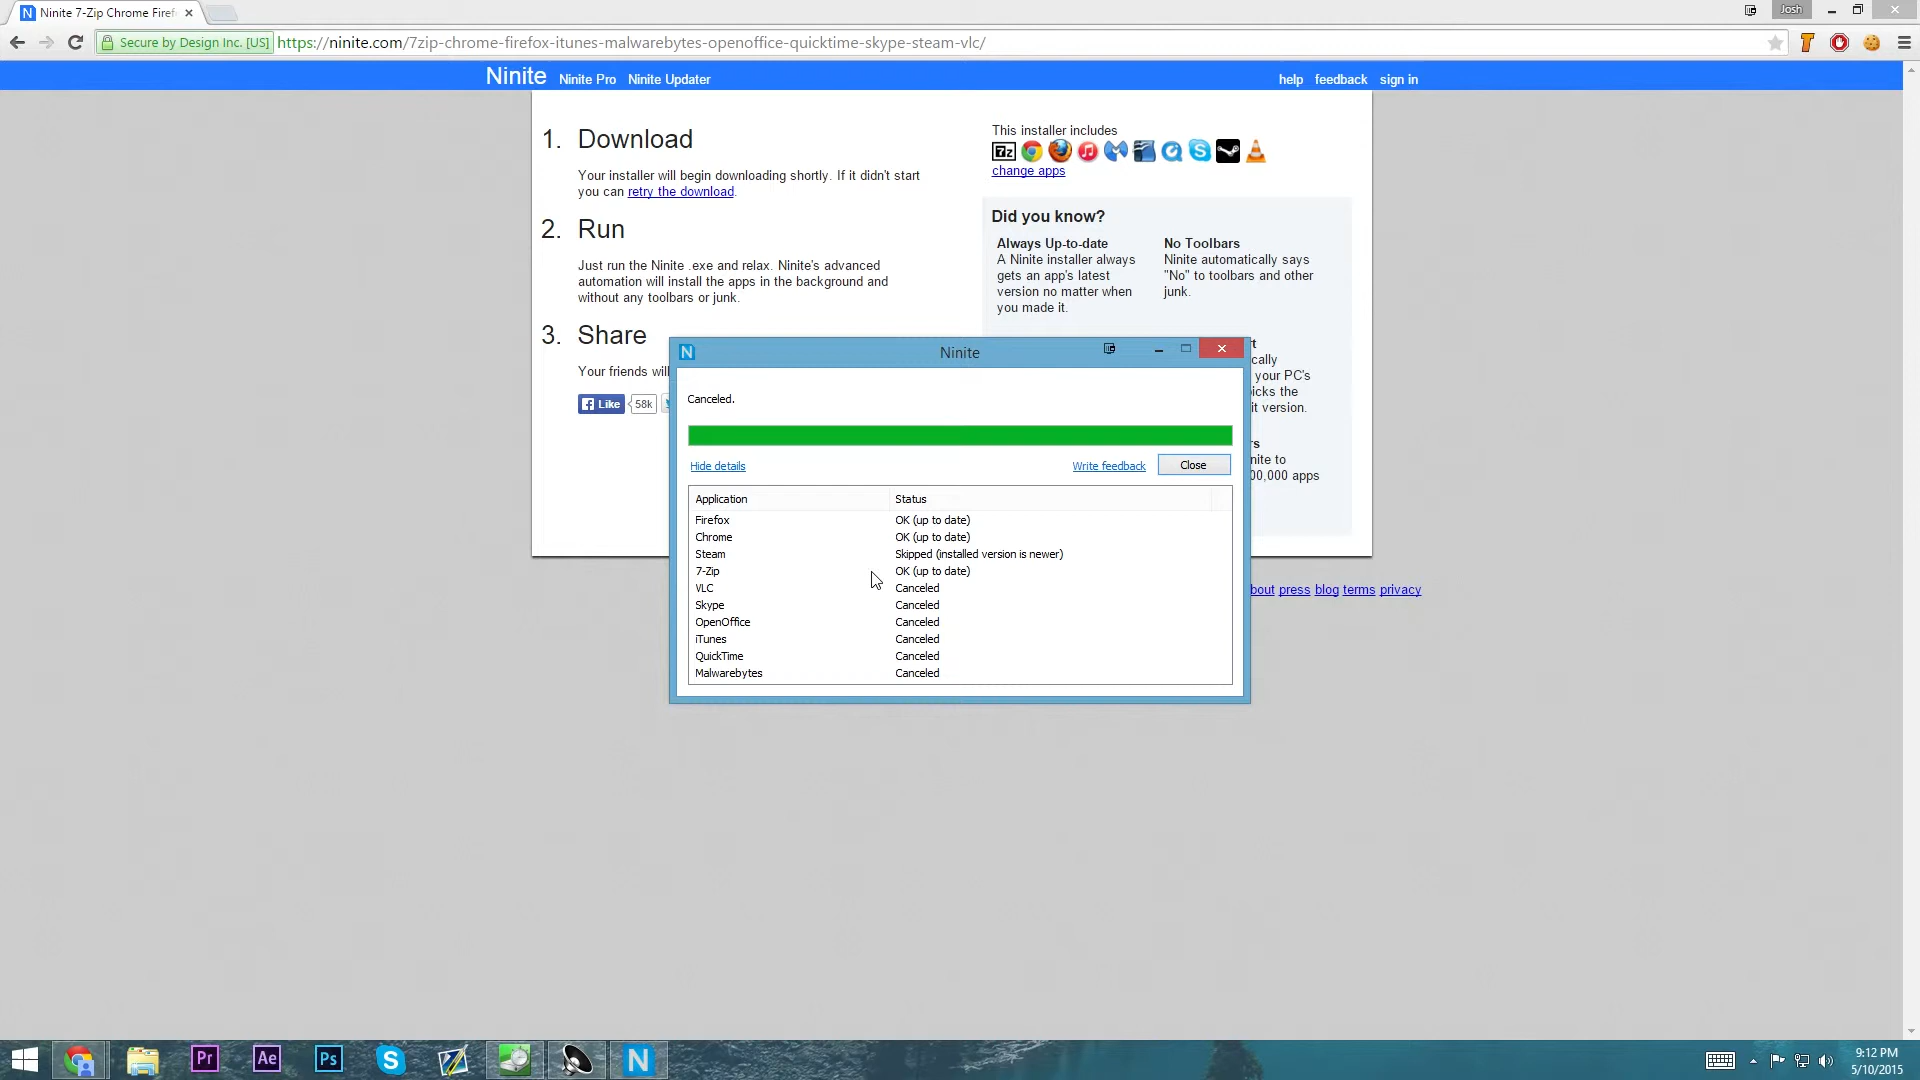 Ninite 7-Zip Chrome Firef
Josh
Secure by Design Inc. [US]
https://ninite.com/7zip-chrome-firefox-itunes-malwarebytes-openoffice-quicktime-skype-steam-vlc/
Ninite Ninite Pro Ninite Updater
help feedback sign in
1. Download
Your installer will begin downloading shortly. If it didn't start
you can retry the download.
2. Run
Just run the Ninite .exe and relax. Ninite's advanced
automation will install the apps in the background and
without any toolbars or junk.
3. Share
Your friends will
Like 58k
This installer includes
7z
change apps
Did you know?
Always Up-to-date
A Ninite installer always
gets an app's latest
version no matter when
you made it.
No Toolbars
Ninite automatically says
"No" to toolbars and other
junk.
rt
cally
your PC's
icks the
it version.
rs
nite to
00,000 apps
bout press blog terms privacy
Ninite
Canceled.
Hide details
Write feedback
Close
Application Status
Firefox OK (up to date)
Chrome OK (up to date)
Steam Skipped (installed version is newer)
7-Zip OK (up to date)
VLC Canceled
Skype Canceled
OpenOffice Canceled
iTunes Canceled
QuickTime Canceled
Malwarebytes Canceled
Pr Ae Ps S N
9:12 PM
5/10/2015